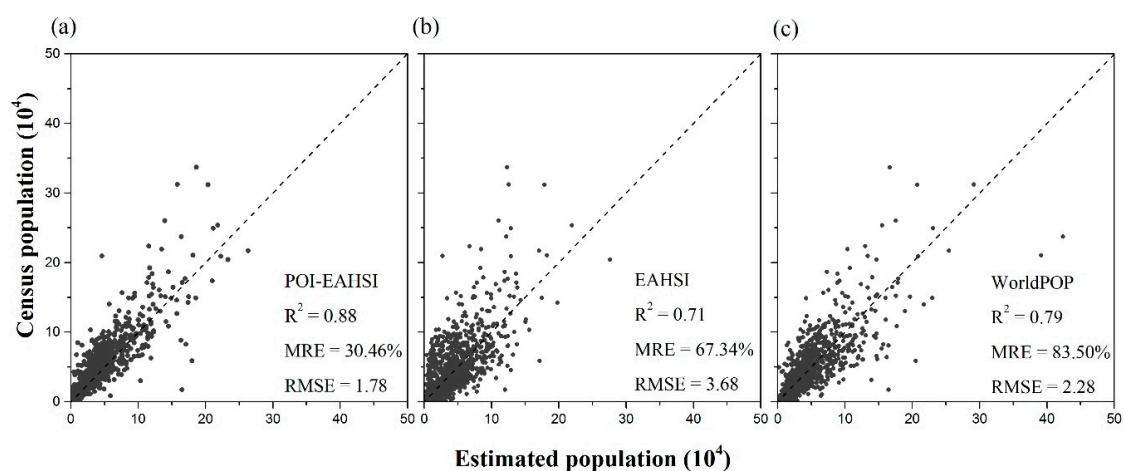 (a)
(b)
(c)
Census population (10⁴)
50
40
30
20
10
0
POI-EAHSI
R² = 0.88
MRE = 30.46%
RMSE = 1.78
0 10 20 30 40 50
EAHSI
R² = 0.71
MRE = 67.34%
RMSE = 3.68
0 10 20 30 40 50
WorldPOP
R² = 0.79
MRE = 83.50%
RMSE = 2.28
0 10 20 30 40 50
Estimated population (10⁴)